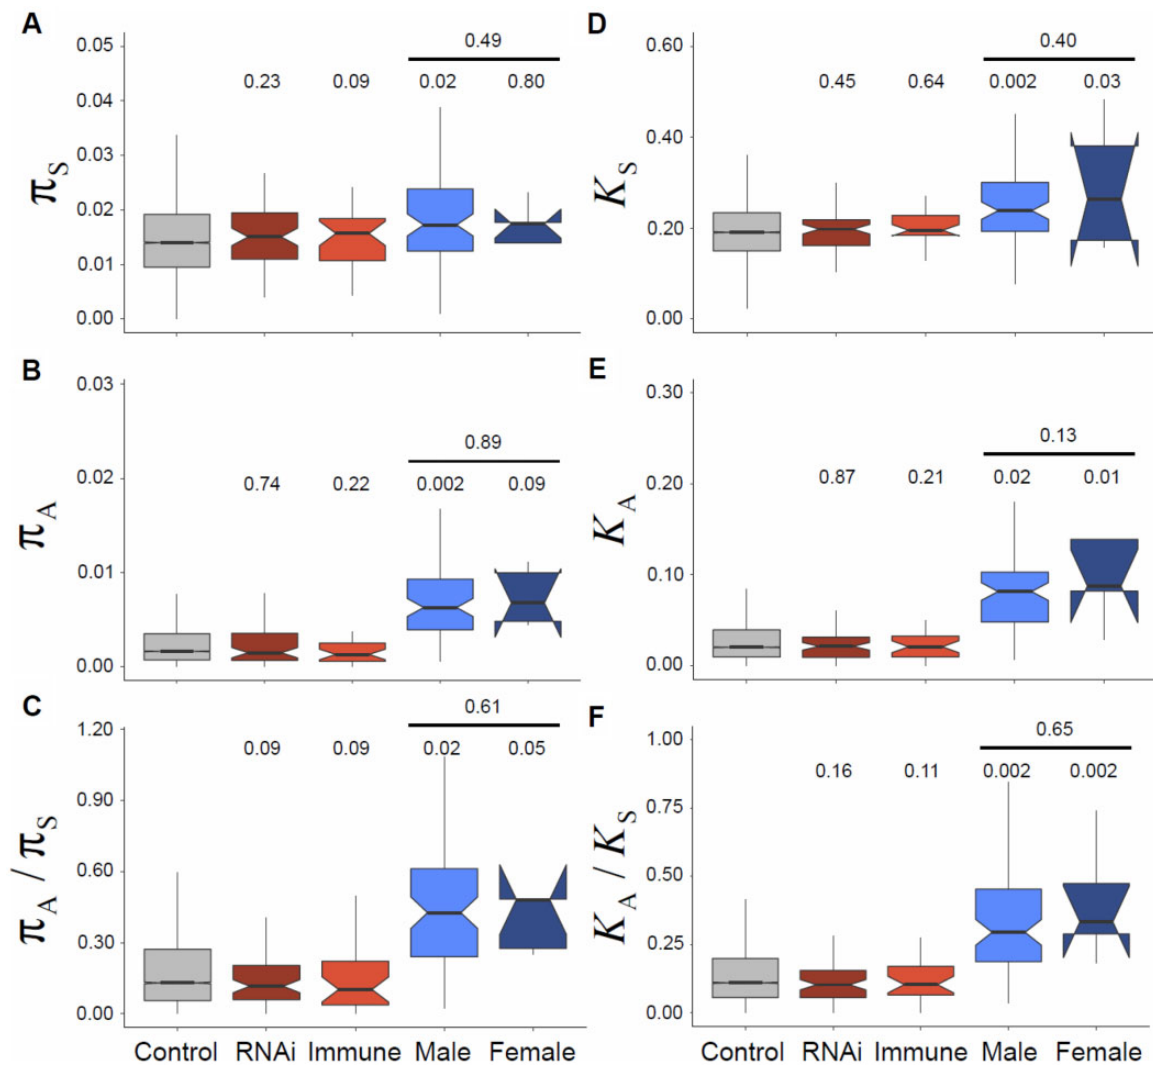 A
πS
0.05
0.04
0.03
0.02
0.01
0.00
0.49
0.23 0.09 0.02 0.80
D
KS
0.60
0.40
0.20
0.00
0.40
0.45 0.64 0.002 0.03
B
πA
0.03
0.02
0.01
0.00
0.89
0.74 0.22 0.002 0.09
E
KA
0.30
0.20
0.10
0.00
0.13
0.87 0.21 0.02 0.01
C
πA / πS
1.20
0.90
0.60
0.30
0.00
0.61
0.09 0.09 0.02 0.05
Control RNAi Immune Male Female
F
KA / KS
1.00
0.75
0.50
0.25
0.00
0.65
0.16 0.11 0.002 0.002
Control RNAi Immune Male Female